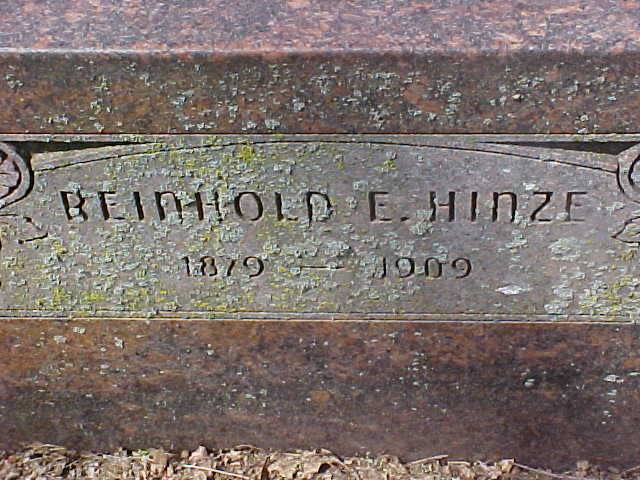 REINHOLD E. HINZE
1879 — 1909